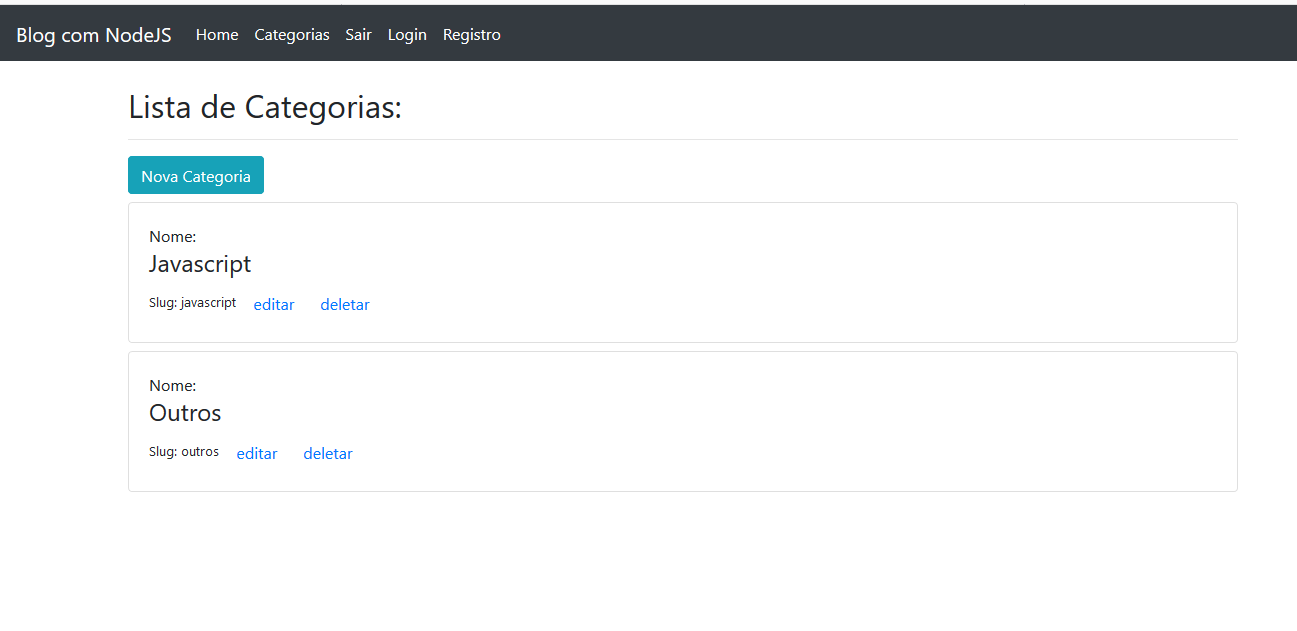 Blog com NodeJS Home Categorias Sair Login Registro
Lista de Categorias:
Nova Categoria
Nome:
Javascript
Slug: javascript editar deletar
Nome:
Outros
Slug: outros editar deletar